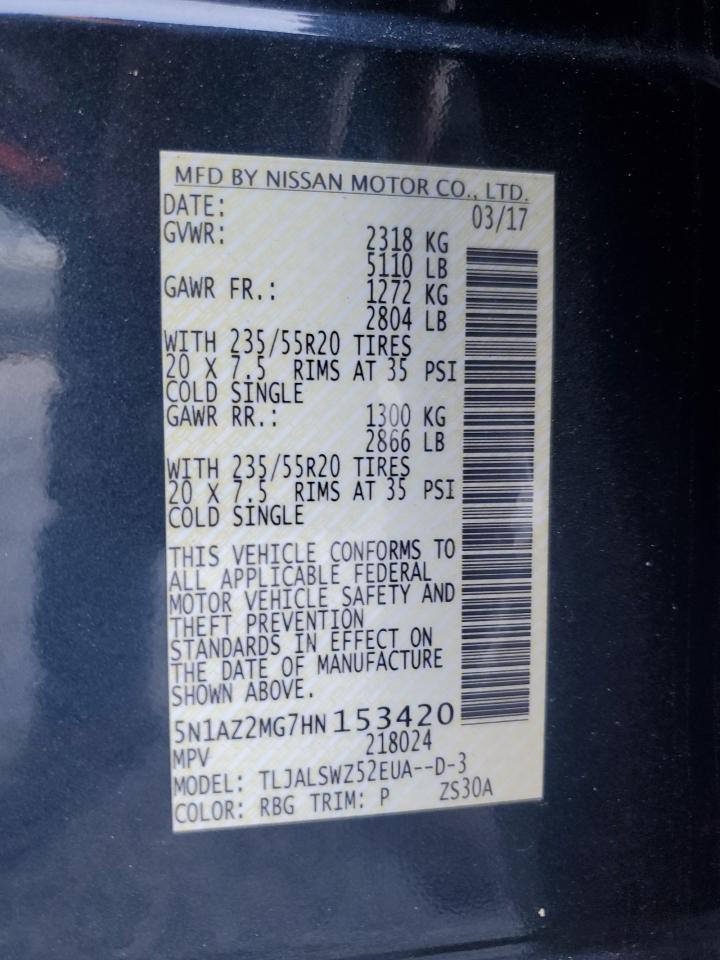 MFD BY NISSAN MOTOR CO., LTD.
DATE: 03/17
GVWR: 2318 KG
5110 LB
GAWR FR.: 1272 KG
2804 LB
WITH 235/55R20 TIRES
20 X 7.5 RIMS AT 35 PSI
COLD SINGLE
GAWR RR.: 1300 KG
2866 LB
WITH 235/55R20 TIRES
20 X 7.5 RIMS AT 35 PSI
COLD SINGLE
THIS VEHICLE CONFORMS TO
ALL APPLICABLE FEDERAL
MOTOR VEHICLE SAFETY AND
THEFT PREVENTION
STANDARDS IN EFFECT ON
THE DATE OF MANUFACTURE
SHOWN ABOVE.
5N1AZ2MG7HN153420
MPV 218024
MODEL: TLJALSWZ52EUA--D-3
COLOR: RBG TRIM: P ZS30A